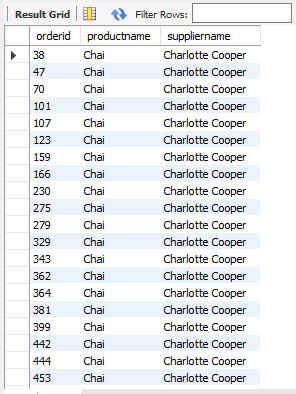 Result Grid Filter Rows:
orderid productname suppliername
38 Chai Charlotte Cooper
47 Chai Charlotte Cooper
70 Chai Charlotte Cooper
101 Chai Charlotte Cooper
107 Chai Charlotte Cooper
123 Chai Charlotte Cooper
159 Chai Charlotte Cooper
166 Chai Charlotte Cooper
230 Chai Charlotte Cooper
275 Chai Charlotte Cooper
279 Chai Charlotte Cooper
329 Chai Charlotte Cooper
343 Chai Charlotte Cooper
362 Chai Charlotte Cooper
364 Chai Charlotte Cooper
381 Chai Charlotte Cooper
399 Chai Charlotte Cooper
442 Chai Charlotte Cooper
444 Chai Charlotte Cooper
453 Chai Charlotte Cooper